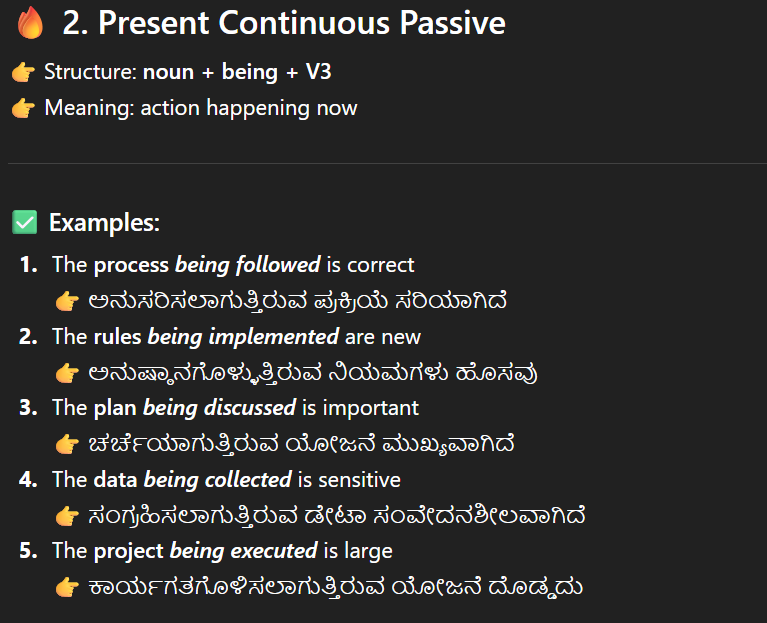 🔥 2. Present Continuous Passive
👉 Structure: noun + being + V3
👉 Meaning: action happening now
✅ Examples:
1. The process being followed is correct
👉 ಅನುಸರಿಸಲಾಗುತ್ತಿರುವ ಪ್ರಕ್ರಿಯೆ ಸರಿಯಾಗಿದೆ
2. The rules being implemented are new
👉 ಅನುಷ್ಠಾನಗೊಳ್ಳುತ್ತಿರುವ ನಿಯಮಗಳು ಹೊಸವು
3. The plan being discussed is important
👉 ಚರ್ಚೆಯಾಗುತ್ತಿರುವ ಯೋಜನೆ ಮುಖ್ಯವಾಗಿದೆ
4. The data being collected is sensitive
👉 ಸಂಗ್ರಹಿಸಲಾಗುತ್ತಿರುವ ಡೇಟಾ ಸಂವೇದನಶೀಲವಾಗಿದೆ
5. The project being executed is large
👉 ಕಾರ್ಯಗತಗೊಳಿಸಲಾಗುತ್ತಿರುವ ಯೋಜನೆ ದೊಡ್ಡದು